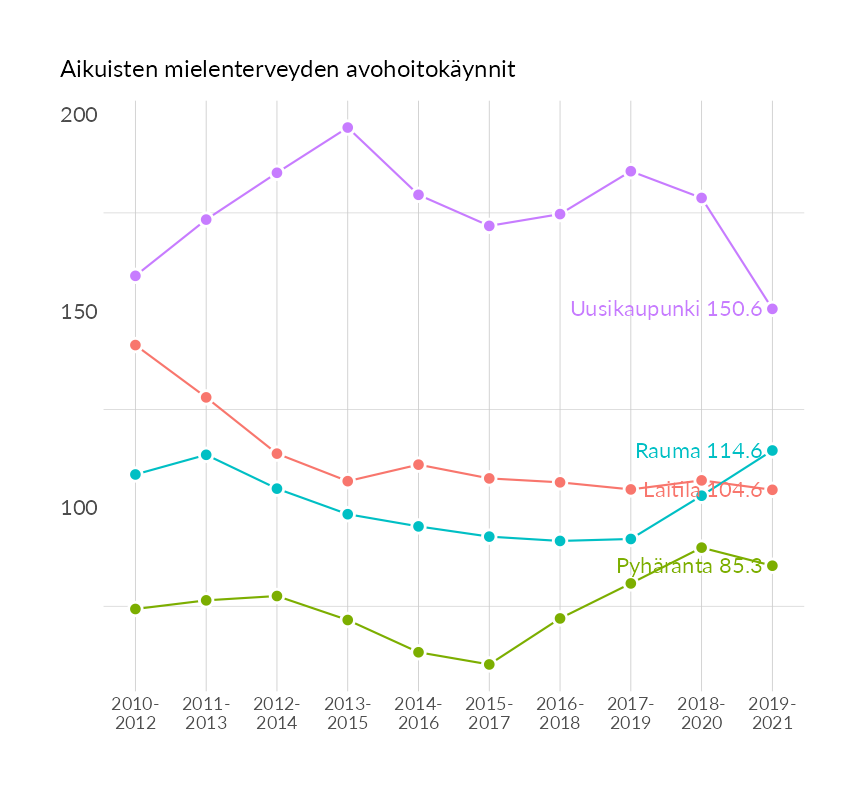 Aikuisten mielenterveyden avohoitokäynnit
200
150
100
Uusikaupunki 150.6
Rauma 114.6
Laitila 104.6
Pyhäranta 85.3
2010- 2011- 2012- 2013- 2014- 2015- 2016- 2017- 2018- 2019-
2012 2013 2014 2015 2016 2017 2018 2019 2020 2021